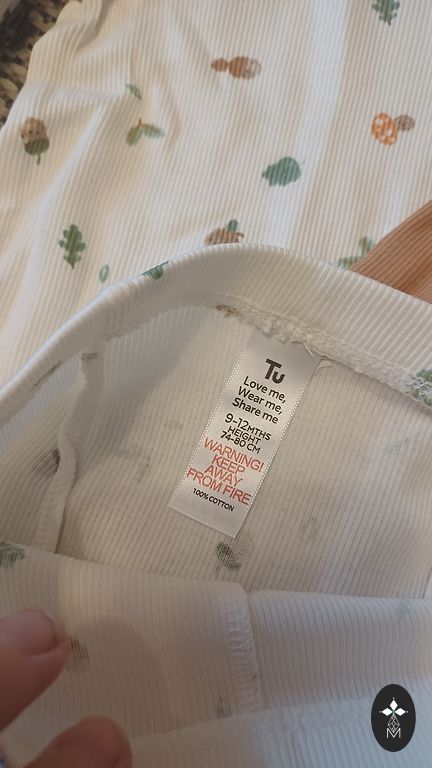 Tu
Love me,
Wear me,
Share me
9-12MTHS
HEIGHT
74-80 CM
WARNING!
KEEP
AWAY
FROM FIRE
100% COTTON
M